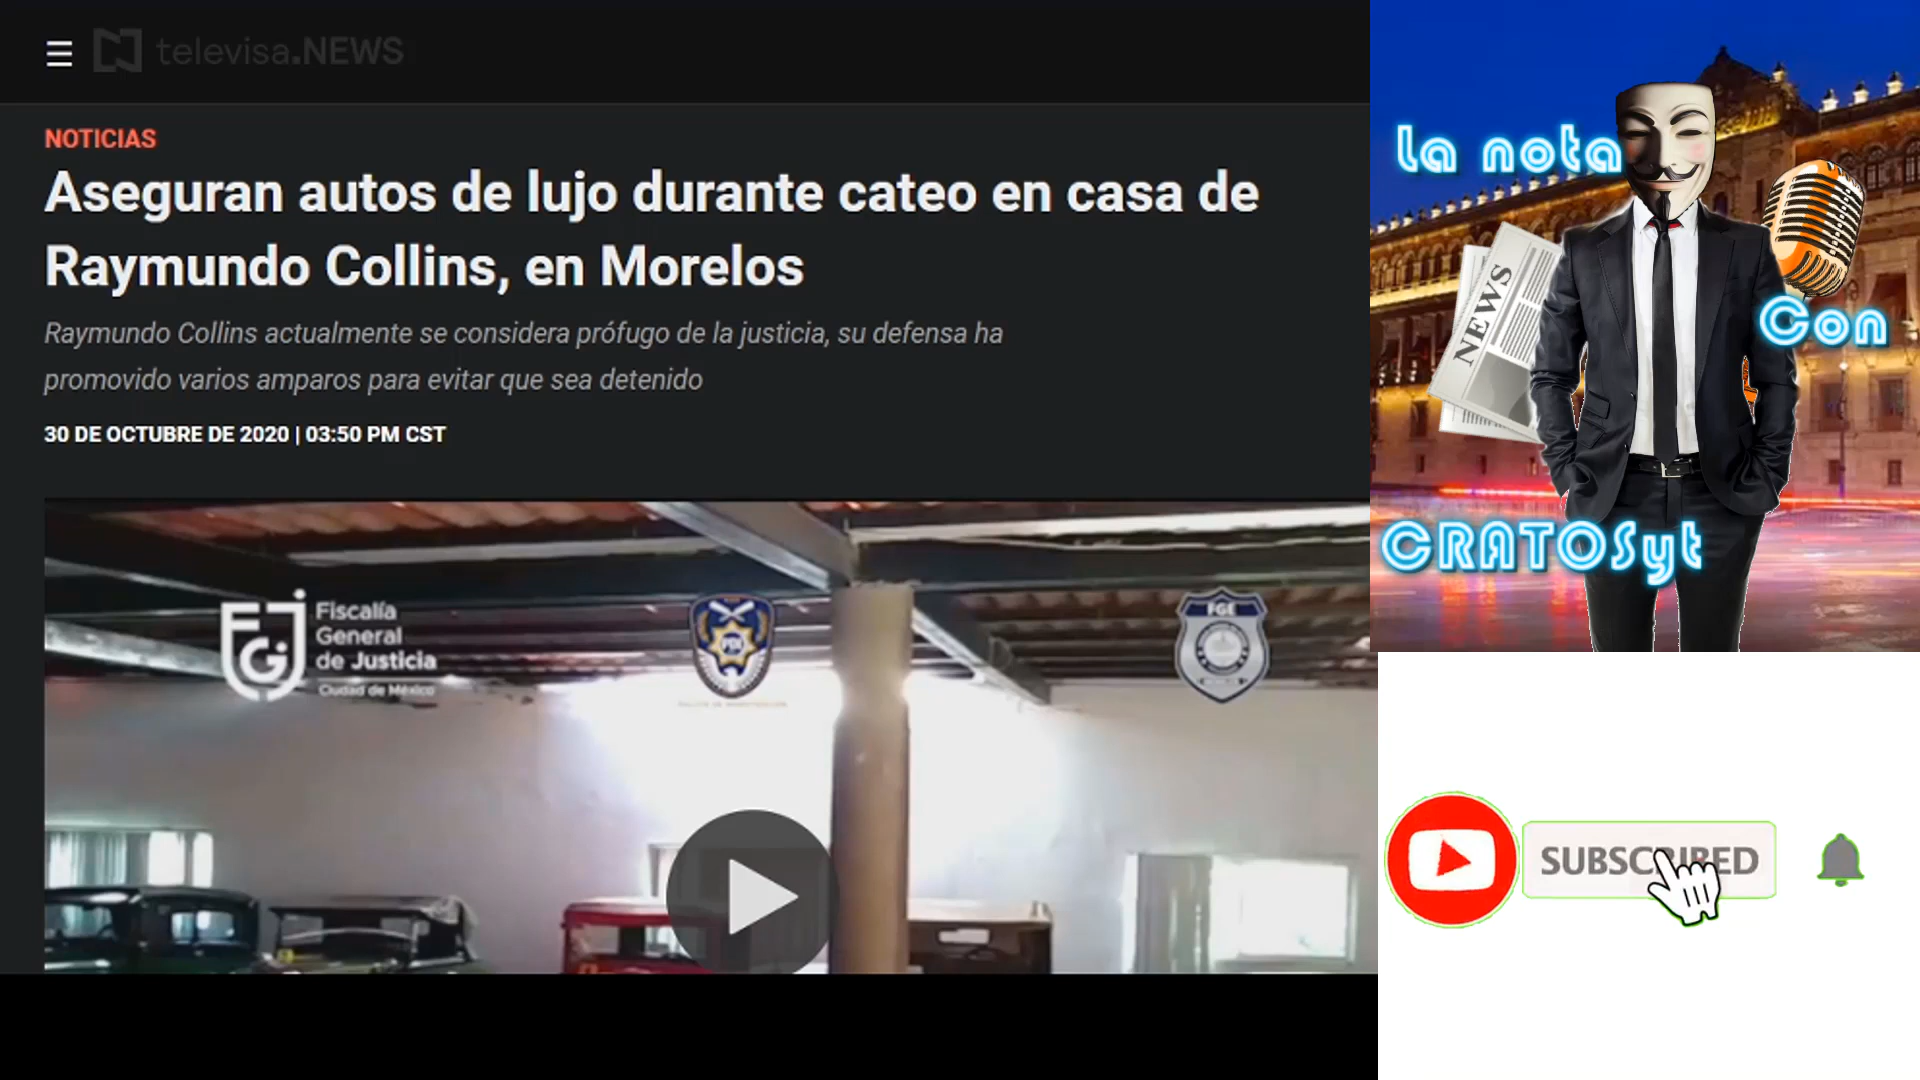 televisa.NEWS
NOTICIAS
Aseguran autos de lujo durante cateo en casa de
Raymundo Collins, en Morelos
Raymundo Collins actualmente se considera prófugo de la justicia, su defensa ha
promovido varios amparos para evitar que sea detenido
30 DE OCTUBRE DE 2020 | 03:50 PM CST
Fiscalía
General
de Justicia
Ciudad de México
FGJ
PDI
FGE
La nota
NEWS
Con
CRATOSyt
SUBSCRIBED